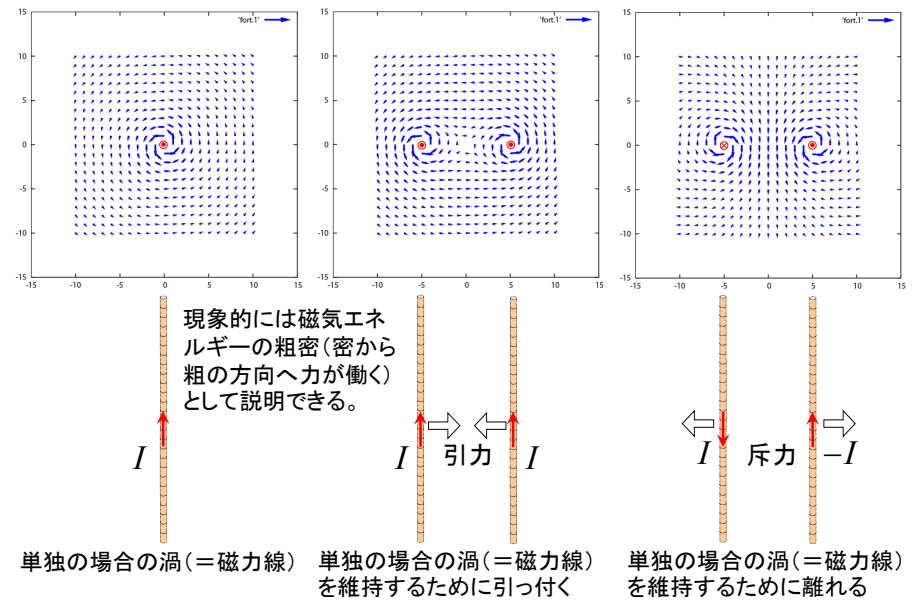 'fort.1'
15
10
5
0
-5
-10
-15
-15 -10 -5 0 5 10 15
'fort.1'
15
10
5
0
-5
-10
-15
-15 -10 -5 0 5 10 15
'fort.1'
15
10
5
0
-5
-10
-15
-15 -10 -5 0 5 10 15
現象的には磁気エネ
ルギーの粗密(密から
粗の方向へ力が働く)
として説明できる。
I
I 引力 I
I 斥力 −I
単独の場合の渦(=磁力線)
単独の場合の渦(=磁力線)
を維持するために引っ付く
単独の場合の渦(=磁力線)
を維持するために離れる